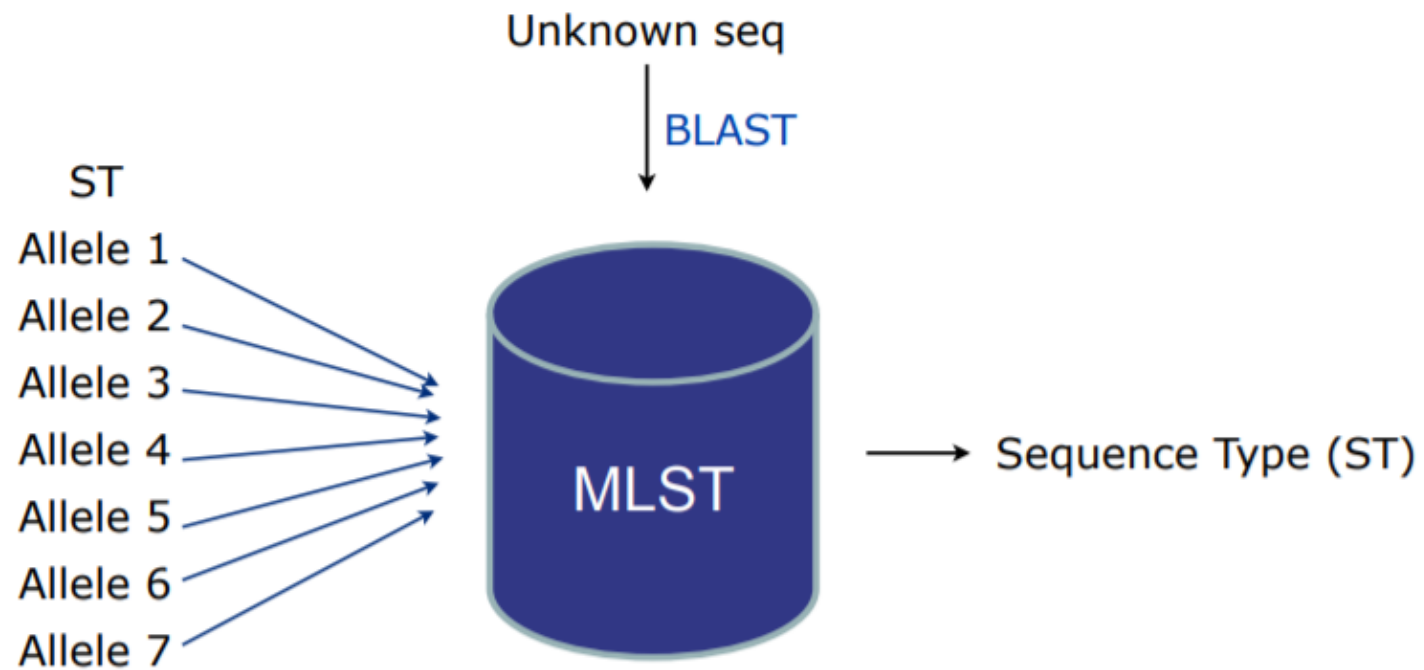 Unknown seq
BLAST
ST
Allele 1
Allele 2
Allele 3
Allele 4
Allele 5
Allele 6
Allele 7
MLST
Sequence Type (ST)